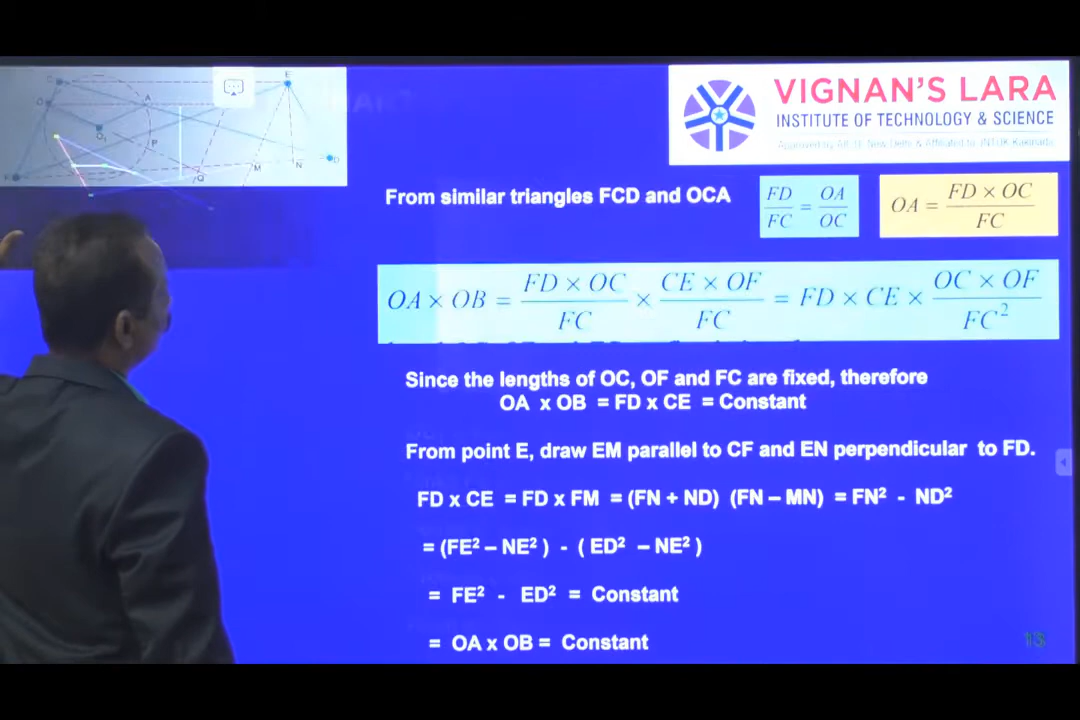 E
A
P
M
N
Q
VIGNAN'S LARA
INSTITUTE OF TECHNOLOGY & SCIENCE
From similar triangles FCD and OCA
FD/FC = OA/OC
OA = FD × OC/FC
OA × OB = FD × OC/FC × CE × OF/FC = FD × CE × OC × OF/FC²
Since the lengths of OC, OF and FC are fixed, therefore
OA x OB = FD x CE = Constant
From point E, draw EM parallel to CF and EN perpendicular to FD.
FD x CE = FD x FM = (FN + ND) (FN – MN) = FN² - ND²
= (FE² – NE² ) - ( ED² – NE² )
= FE² - ED² = Constant
= OA x OB = Constant
13